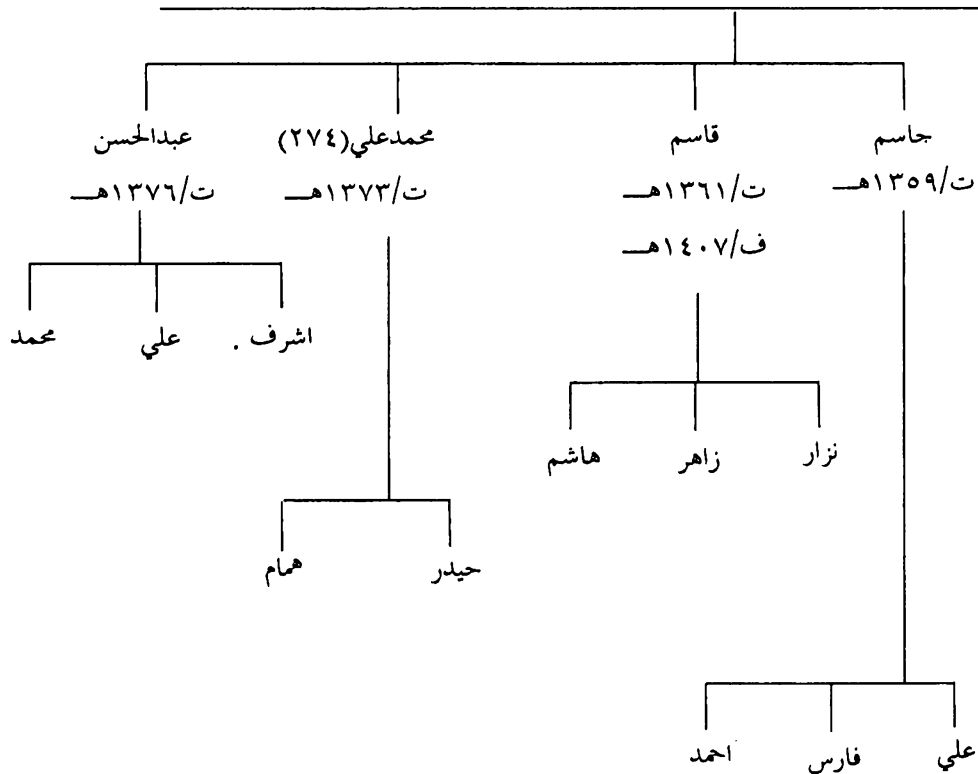 جاسم قاسم محمدعلي(٢٧٤) عبدالحسن
ت/١٣٥٩هـ ت/١٣٦١هـ ت/١٣٧٣هـ ت/١٣٧٦هـ
ف/١٤٠٧هـ
اشرف . علي محمد
نزار زاهر هاشم
حيدر همام
علي فارس احمد